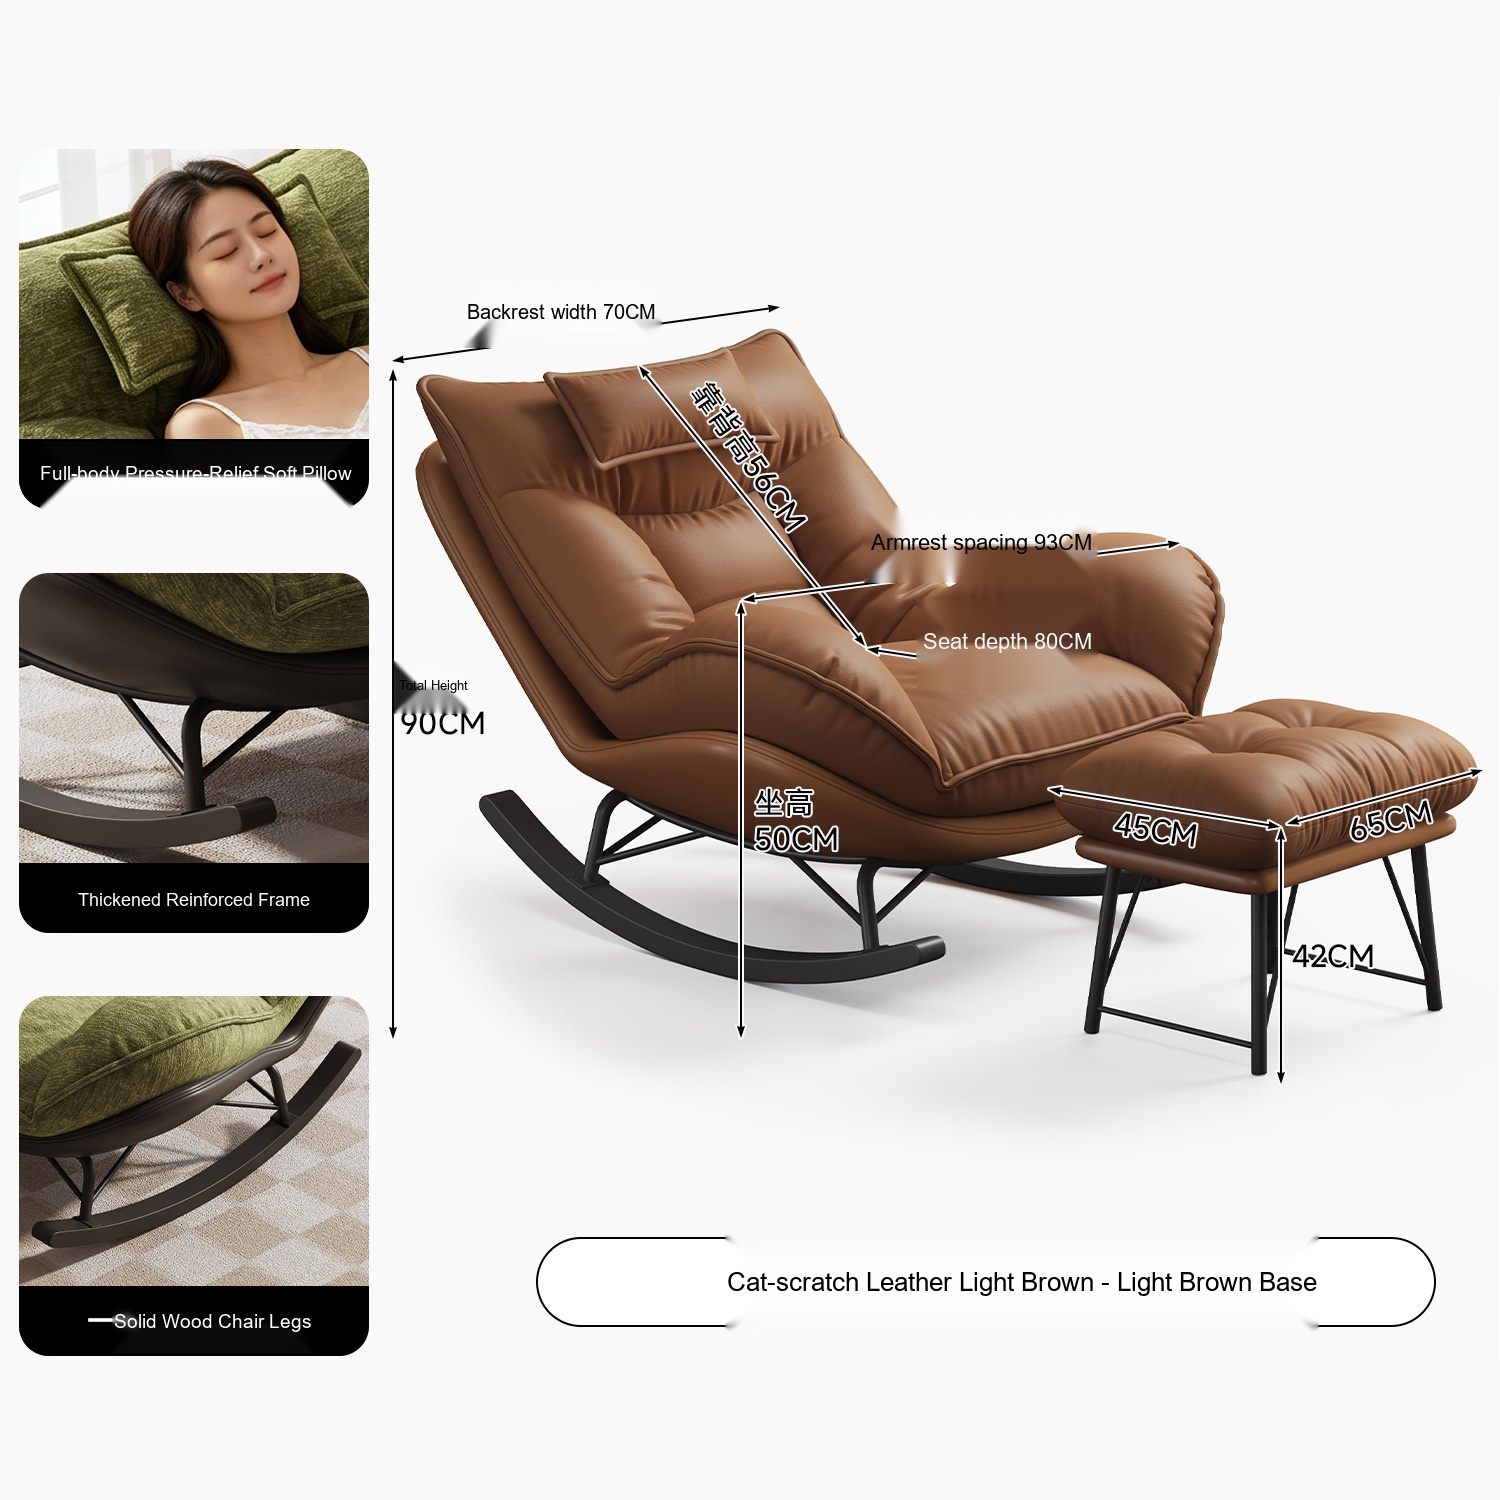 Full-body Pressure-Relief Soft Pillow
Thickened Reinforced Frame
Solid Wood Chair Legs
Backrest width 70CM
靠背高56CM
Armrest spacing 93CM
Seat depth 80CM
Total Height
90CM
坐高
50CM
45CM
65CM
42CM
Cat-scratch Leather Light Brown - Light Brown Base